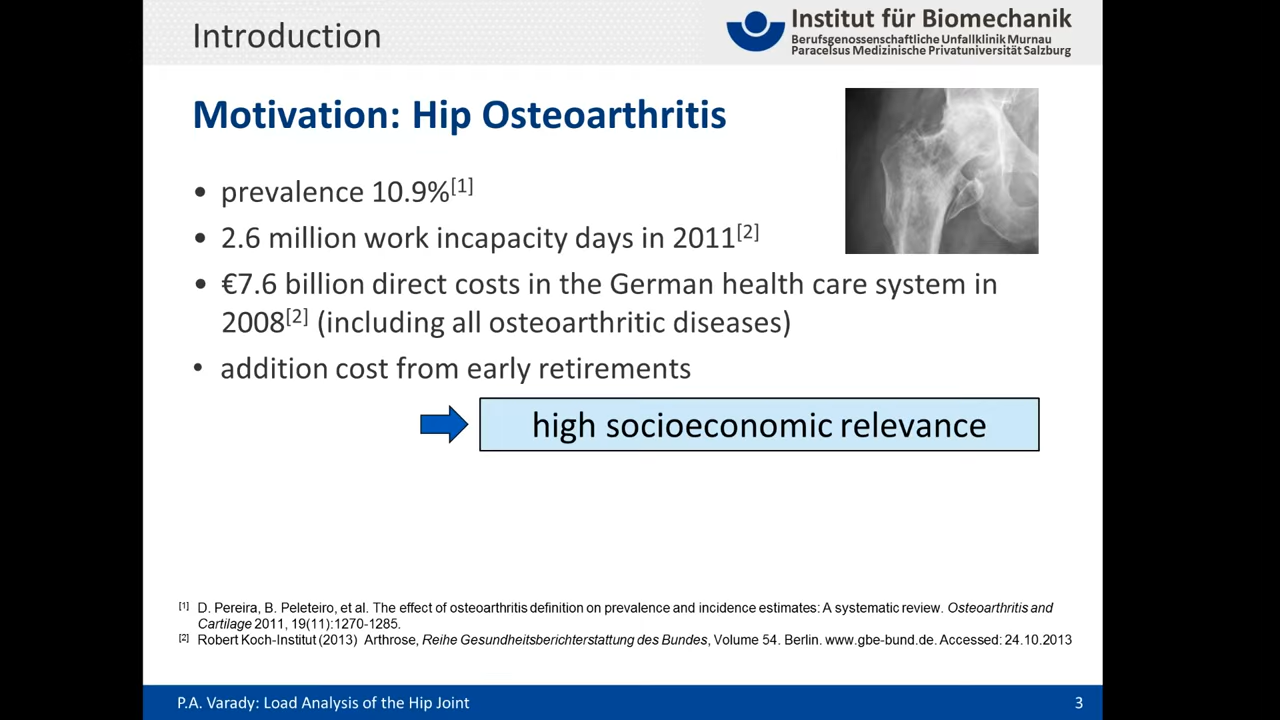 Introduction
Institut für Biomechanik
Berufsgenossenschaftliche Unfallklinik Murnau
Paracelsus Medizinische Privatuniversität Salzburg
Motivation: Hip Osteoarthritis
• prevalence 10.9%[1]
• 2.6 million work incapacity days in 2011[2]
• €7.6 billion direct costs in the German health care system in
2008[2] (including all osteoarthritic diseases)
• addition cost from early retirements
high socioeconomic relevance
[1] D. Pereira, B. Peleteiro, et al. The effect of osteoarthritis definition on prevalence and incidence estimates: A systematic review. Osteoarthritis and
Cartilage 2011, 19(11):1270-1285.
[2] Robert Koch-Institut (2013) Arthrose, Reihe Gesundheitsberichterstattung des Bundes, Volume 54. Berlin. www.gbe-bund.de. Accessed: 24.10.2013
P.A. Varady: Load Analysis of the Hip Joint
3